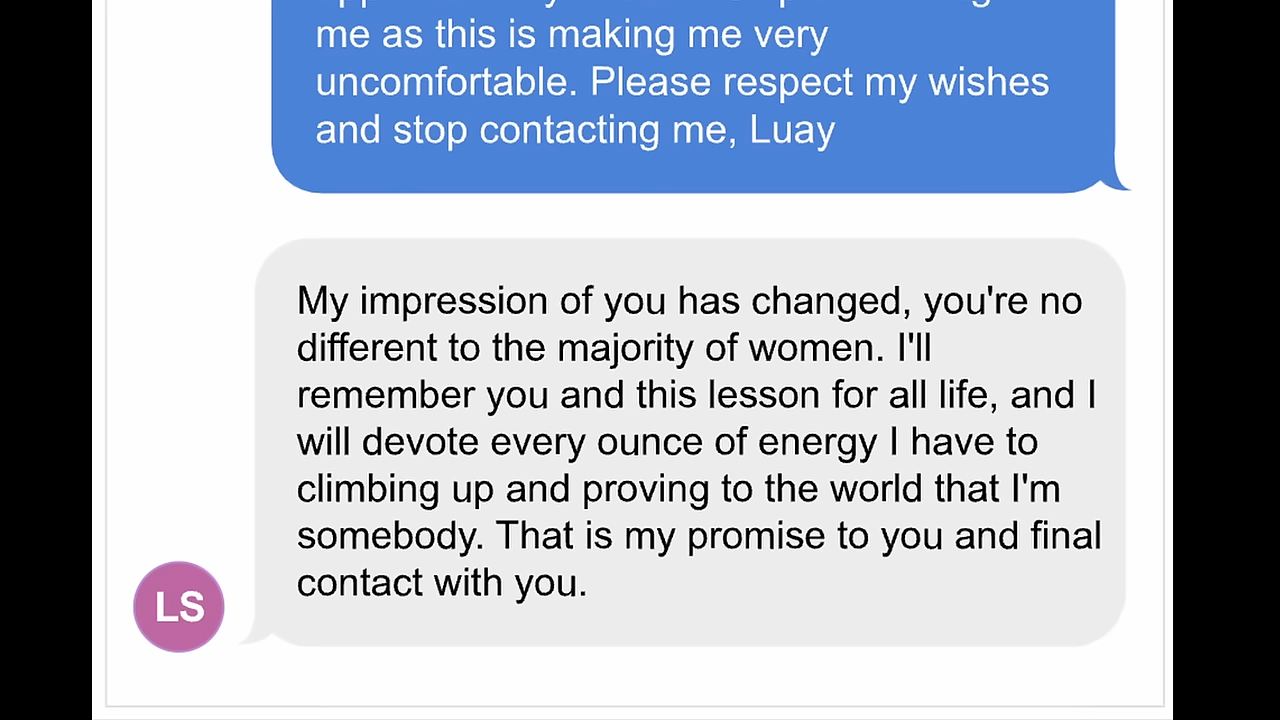 me as this is making me very
uncomfortable. Please respect my wishes
and stop contacting me, Luay
My impression of you has changed, you're no
different to the majority of women. I'll
remember you and this lesson for all life, and I
will devote every ounce of energy I have to
climbing up and proving to the world that I'm
somebody. That is my promise to you and final
contact with you.
LS